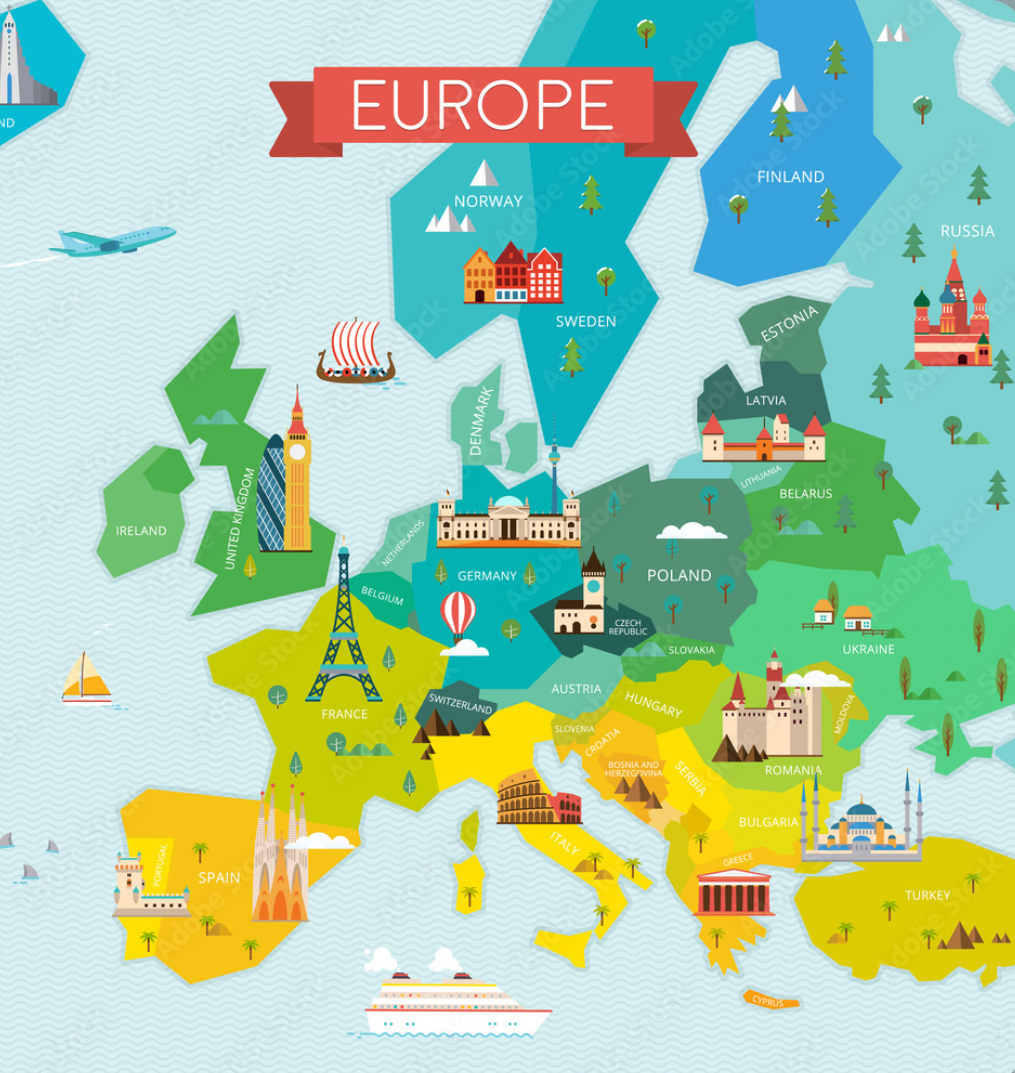 EUROPE
ND
NORWAY
FINLAND
RUSSIA
SWEDEN
ESTONIA
LATVIA
DENMARK
LITHUANIA
BELARUS
IRELAND
UNITED KINGDOM
NETHERLANDS
GERMANY
POLAND
BELGIUM
CZECH
REPUBLIC
SLOVAKIA
UKRAINE
AUSTRIA
SWITZERLAND
HUNGARY
FRANCE
MOLDOVA
SLOVENIA
CROATIA
BOSNIA AND
HERZEGOVINA
SERBIA
ROMANIA
BULGARIA
ITALY
PORTUGAL
SPAIN
GREECE
TURKEY
CYPRUS
Adobe Stock